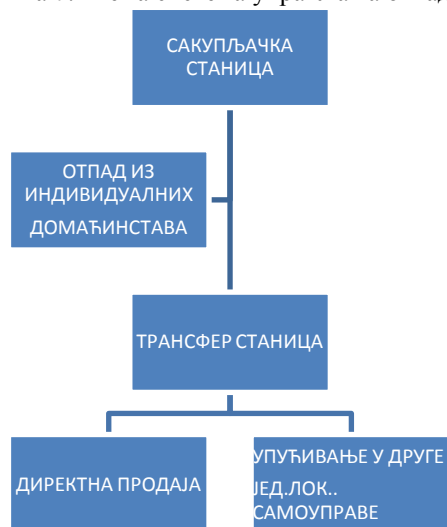 САКУПЉАЧКА
СТАНИЦА
ОТПАД ИЗ
ИНДИВИДУАЛНИХ
ДОМАЋИНСТАВА
ТРАНСФЕР СТАНИЦА
ДИРЕКТНА ПРОДАЈА
УПУЋИВАЊЕ У ДРУГЕ
ЈЕД.ЛОК..
САМОУПРАВЕ